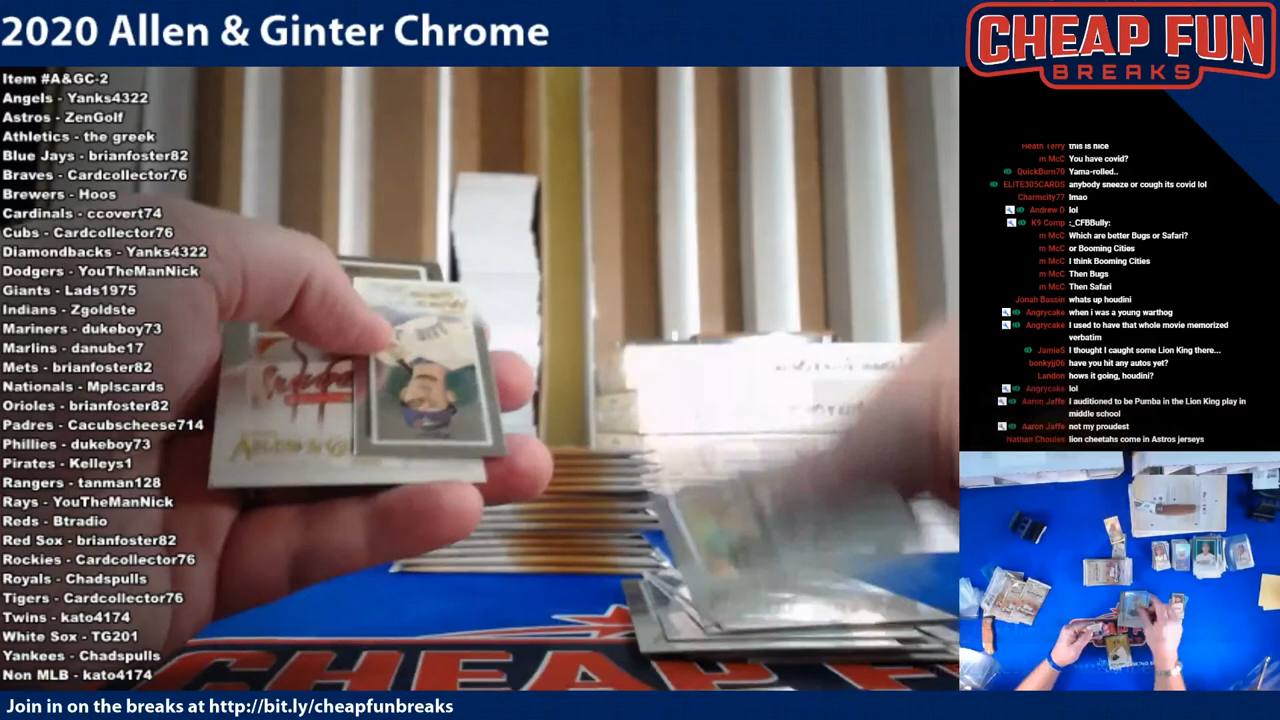 2020 Allen & Ginter Chrome
Item #A&GC-2
Angels - Yanks4322
Astros - ZenGolf
Athletics - the greek
Blue Jays - brianfoster82
Braves - Cardcollector76
Brewers - Hoos
Cardinals - ccovert74
Cubs - Cardcollector76
Diamondbacks - Yanks4322
Dodgers - YouTheManNick
Giants - Lads1975
Indians - Zgoldste
Mariners - dukeboy73
Marlins - danube17
Mets - brianfoster82
Nationals - Mplscards
Orioles - brianfoster82
Padres - Cacubscheese714
Phillies - dukeboy73
Pirates - Kelleys1
Rangers - tanman128
Rays - YouTheManNick
Reds - Btradio
Red Sox - brianfoster82
Rockies - Cardcollector76
Royals - Chadspulls
Tigers - Cardcollector76
Twins - kato4174
White Sox - TG201
Yankees - Chadspulls
Non MLB - kato4174
Join in on the breaks at http://bit.ly/cheapfunbreaks
CHEAP FUN
BREAKS
Heath Terry this is nice
m McC You have covid?
QuickBurn70 Yama-rolled..
ELITE305CARDS anybody sneeze or cough its covid lol
Charmcity77 lmao
Andrew D lol
K9 Comp :_CFBBully:
m McC Which are better Bugs or Safari?
m McC or Booming Cities
m McC I think Booming Cities
m McC Then Bugs
m McC Then Safari
Jonah Bassin whats up houdini
Angrycake when i was a young warthog
Angrycake I used to have that whole movie memorized
verbatim
JamieS I thought I caught some Lion King there...
bonkyjj06 have you hit any autos yet?
Landon hows it going, houdini?
Angrycake lol
Aaron Jaffe I auditioned to be Pumba in the Lion King play in
middle school
Aaron Jaffe not my proudest
Nathan Choules lion cheetahs come in Astros jerseys
CHEAP